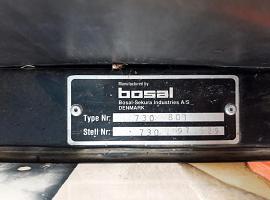 Manufactured by
bosal
Bosal-Sekura Industries A/S
DENMARK
Type Nr: 730 801
Stell Nr: 730